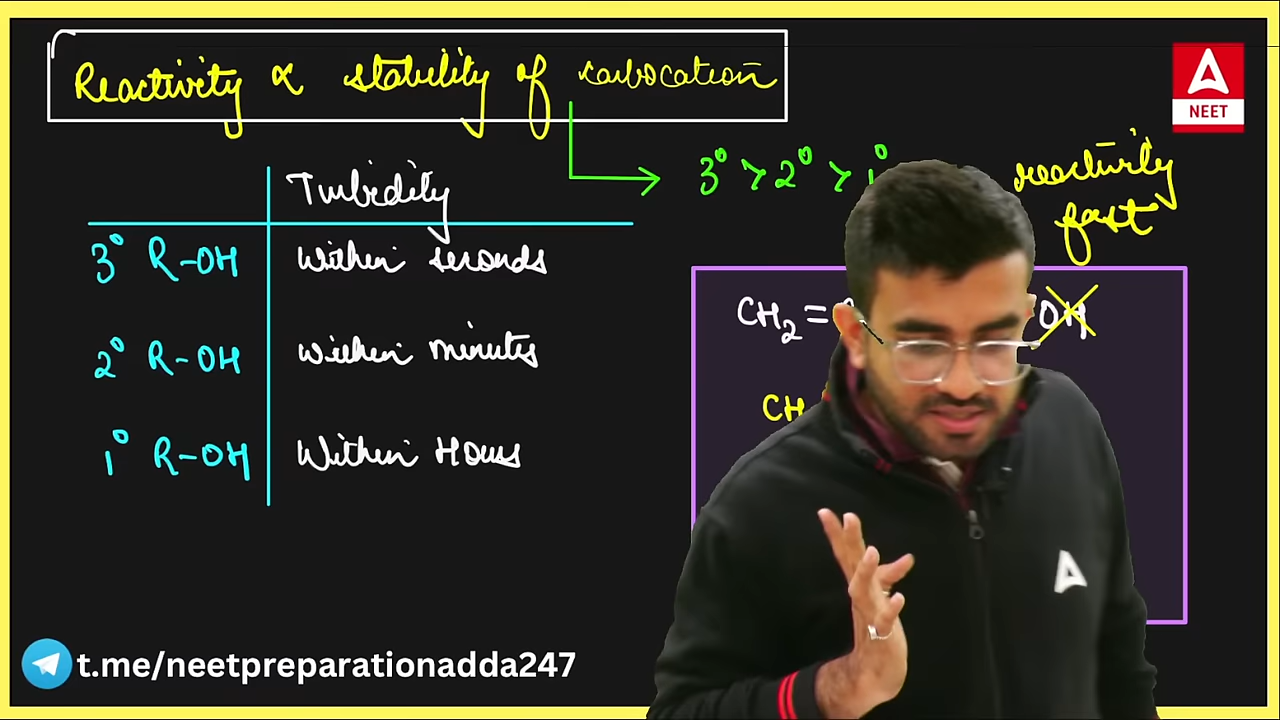 Reactivity ∝ stability of carbocation
NEET
3° > 2° > 1°
reactivity
fast
Turbidity
3° R-OH Within seconds
2° R-OH Within minutes
1° R-OH Within Hours
CH₂ =
OH
CH
t.me/neetpreparationadda247